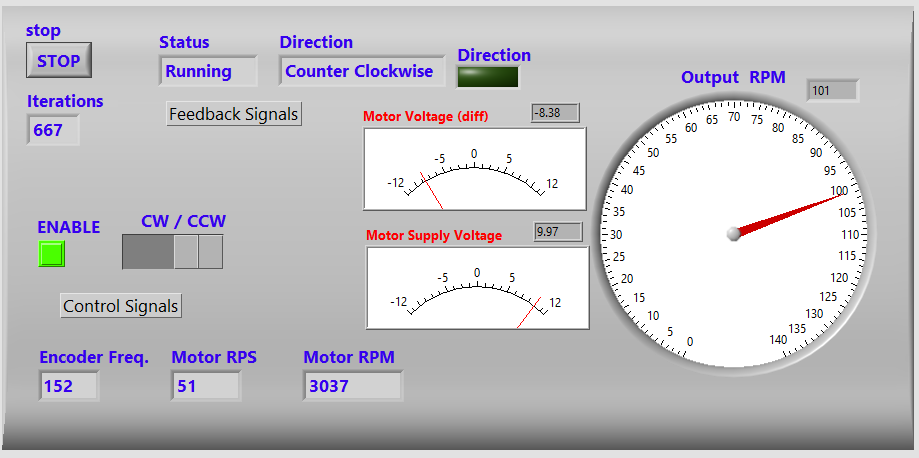 stop
STOP
Status
Running
Direction
Counter Clockwise
Direction
Iterations
667
Feedback Signals
Motor Voltage (diff)
-8.38
-12
-5
0
5
12
Motor Supply Voltage
9.97
-12
-5
0
5
12
ENABLE
CW / CCW
Control Signals
Encoder Freq.
152
Motor RPS
51
Motor RPM
3037
Output RPM
101
0
5
10
15
20
25
30
35
40
45
50
55
60
65
70
75
80
85
90
95
100
105
110
115
120
125
130
135
140